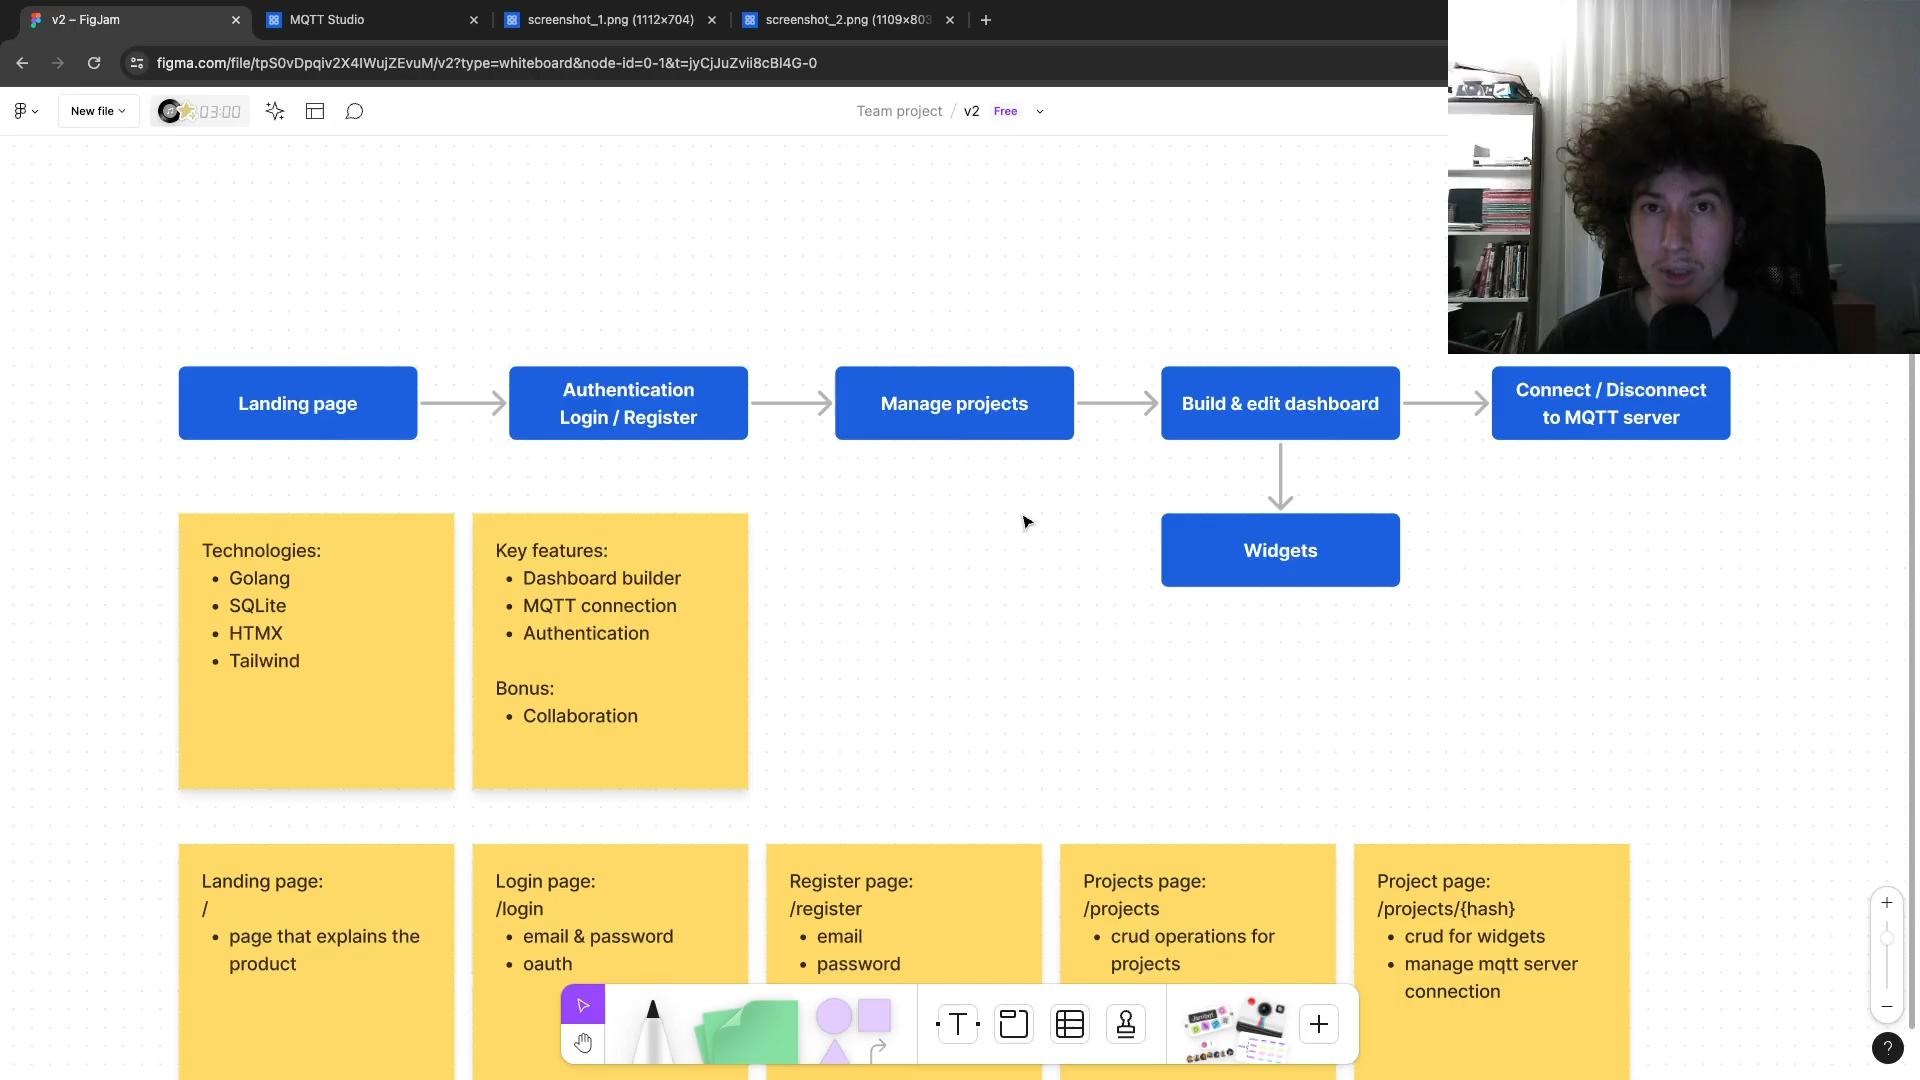 v2 – FigJam
MQTT Studio
screenshot_1.png (1112×704)
screenshot_2.png (1109×803
figma.com/file/tpS0vDpqiv2X4IWujZEvuM/v2?type=whiteboard&node-id=0-1&t=jyCjJuZvii8cBl4G-0
New file
03:00
Team project / v2 Free
Landing page
Authentication
Login / Register
Manage projects
Build & edit dashboard
Connect / Disconnect
to MQTT server
Widgets
Technologies:
• Golang
• SQLite
• HTMX
• Tailwind
Key features:
• Dashboard builder
• MQTT connection
• Authentication
Bonus:
• Collaboration
Landing page:
/
• page that explains the
product
Login page:
/login
• email & password
• oauth
Register page:
/register
• email
• password
Projects page:
/projects
• crud operations for
projects
Project page:
/projects/{hash}
• crud for widgets
• manage mqtt server
connection
T
Jambot
?